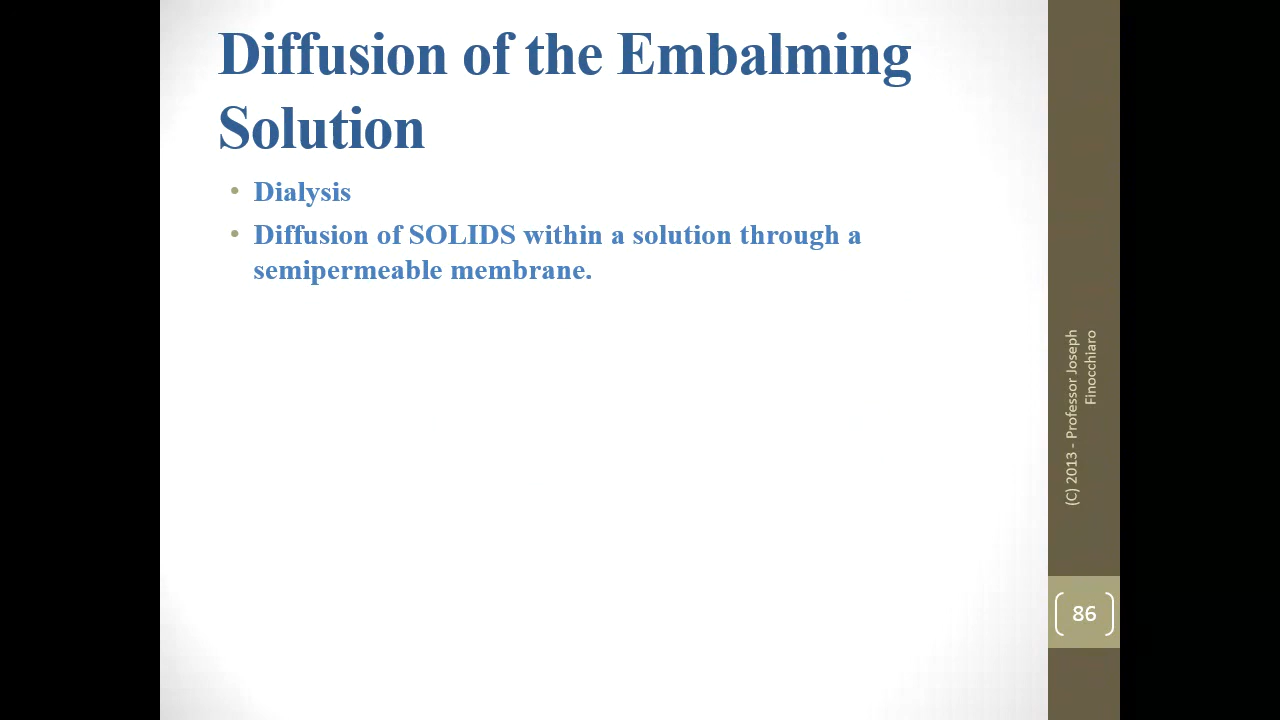 Diffusion of the Embalming
Solution
• Dialysis
• Diffusion of SOLIDS within a solution through a
semipermeable membrane.
(C) 2013 - Professor Joseph
Finocchiaro
86